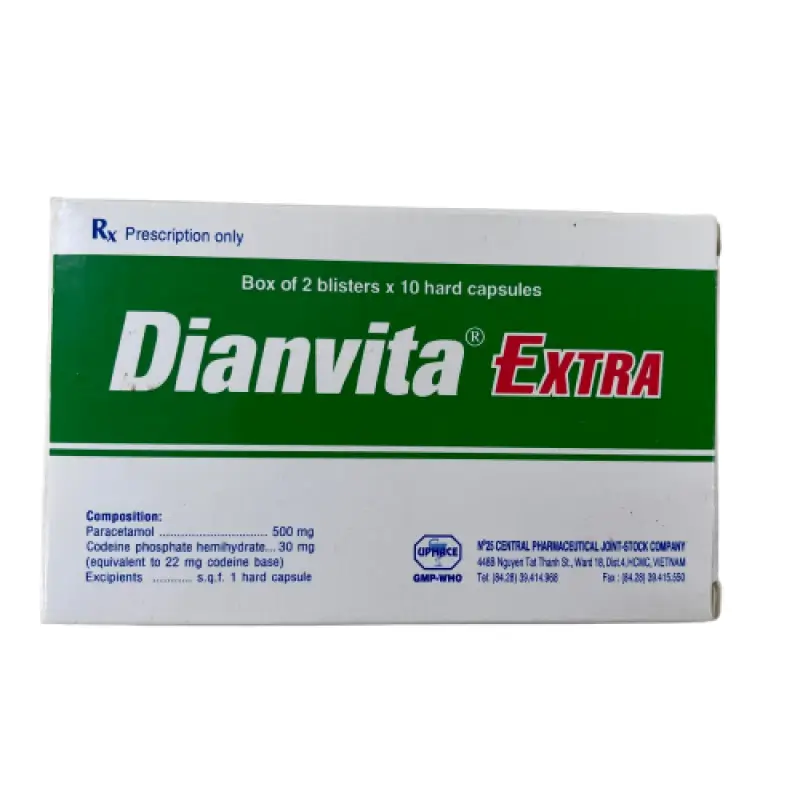 Rx Prescription only
Box of 2 blisters x 10 hard capsules
Dianvita® EXTRA
Composition:
Paracetamol ................................ 500 mg
Codeine phosphate hemihydrate... 30 mg
(equivalent to 22 mg codeine base)
Excipients ........... s.q.f. 1 hard capsule
UPHACE
GMP-WHO
Nº25 CENTRAL PHARMACEUTICAL JOINT-STOCK COMPANY
448B Nguyen Tat Thanh St., Ward 18, Dist.4, HCMC, VIETNAM
Tel: (84.28) 39.414.968 Fax : (84.28) 39.415.550